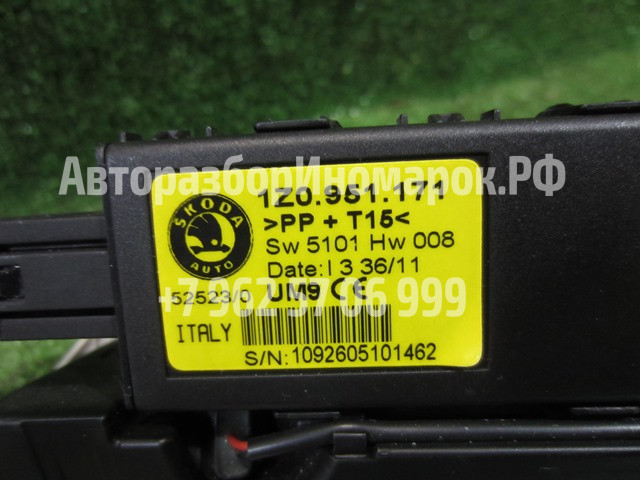 АвторазборИномарок.РФ
1Z0.951.171
>PP + T15<
Sw 5101 Hw 008
Date: I 3 36/11
52523/0 UM9 CE
ITALY
S/N:1092605101462
ŠKODA
AUTO